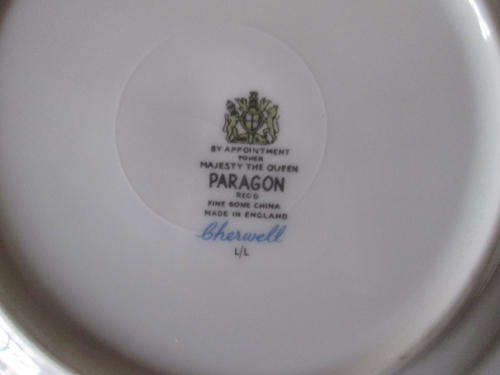 BY APPOINTMENT
TO HER
MAJESTY THE QUEEN
PARAGON
REG'D
FINE BONE CHINA
MADE IN ENGLAND
Cherwell
L/L